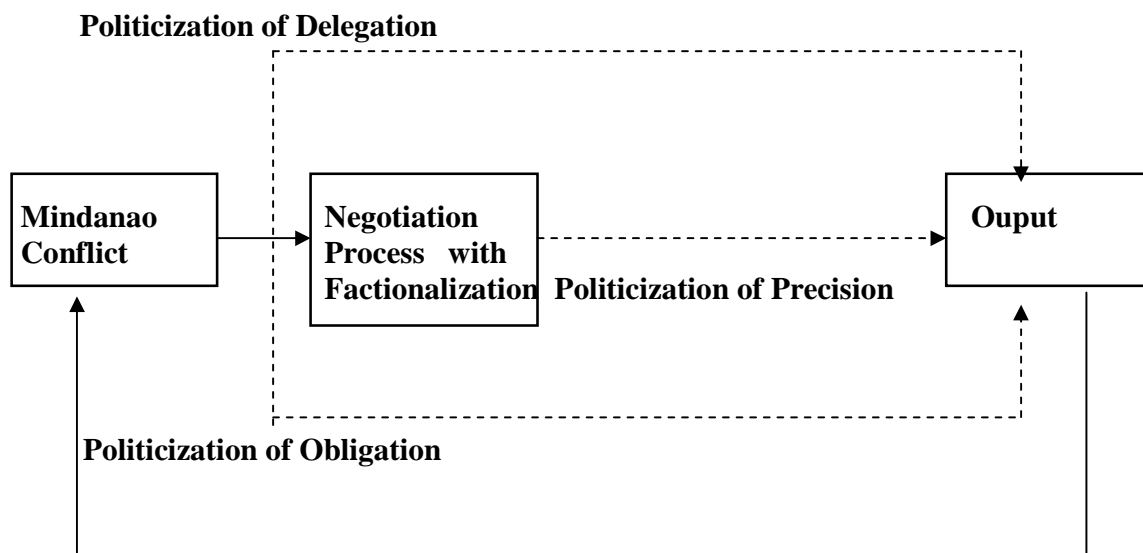 Politicization of Delegation
Mindanao
Conflict
Negotiation
Process with
Factionalization
Politicization of Precision
Ouput
Politicization of Obligation